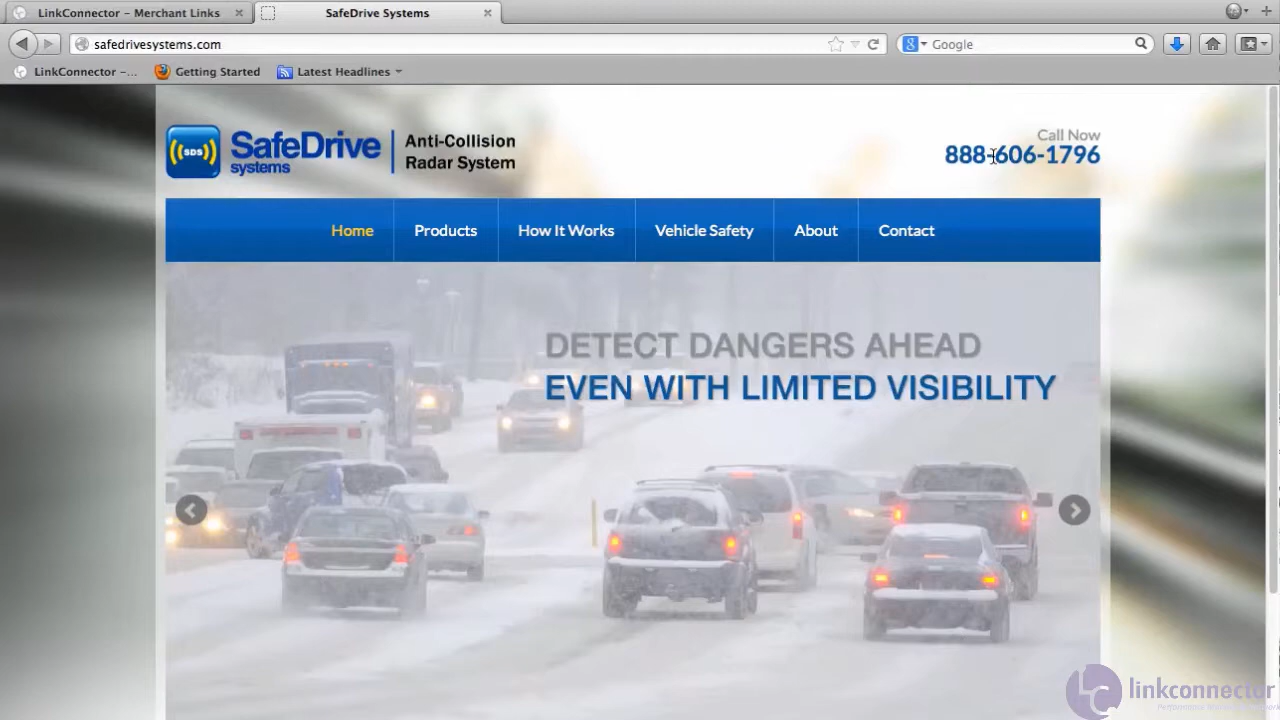 LinkConnector – Merchant Links
SafeDrive Systems
safedrivesystems.com
Google
LinkConnector –...
Getting Started
Latest Headlines
SDS
SafeDrive
systems
Anti-Collision
Radar System
Call Now
888-606-1796
Home
Products
How It Works
Vehicle Safety
About
Contact
DETECT DANGERS AHEAD
EVEN WITH LIMITED VISIBILITY
LC
linkconnector